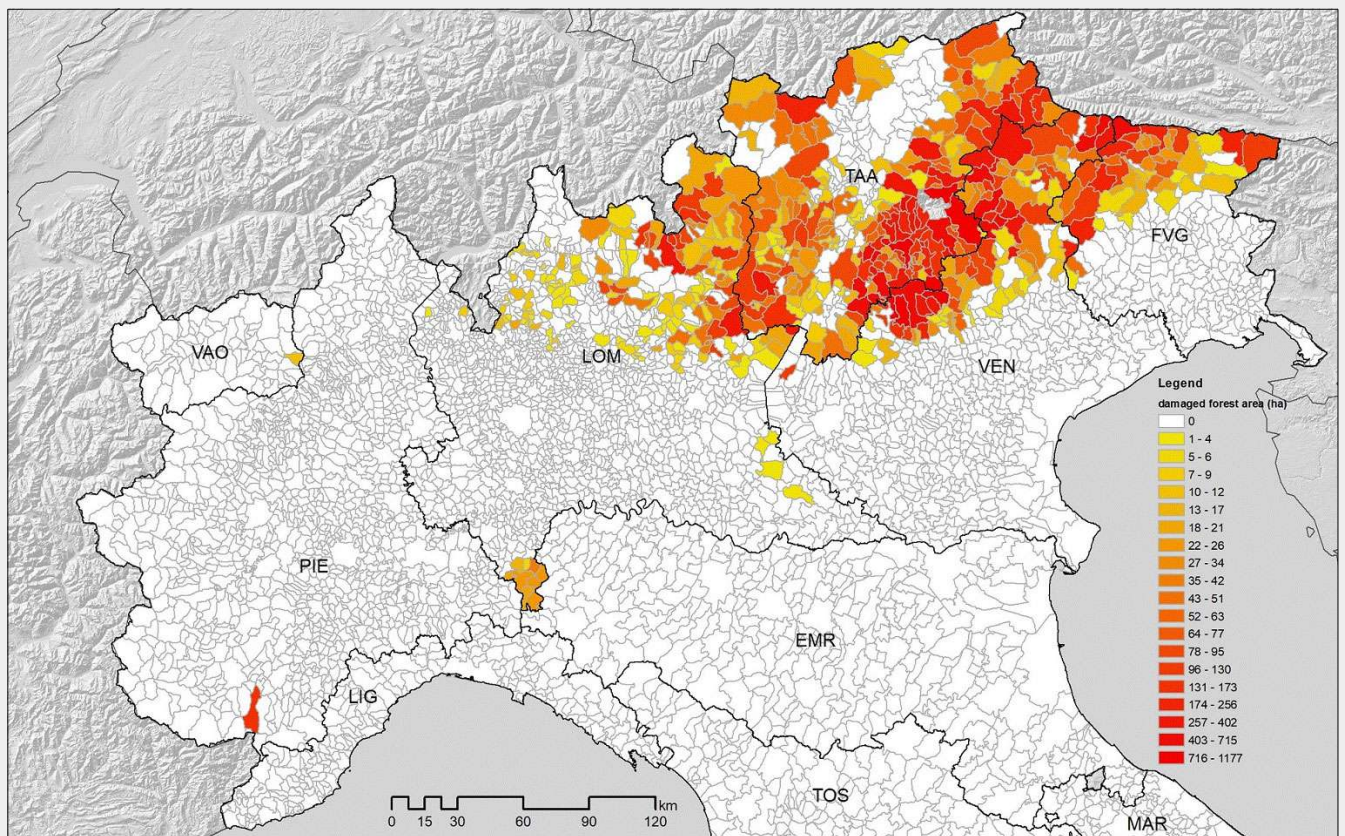 TAA
FVG
VAO
LOM
VEN
PIE
EMR
LIG
TOS
MAR
Legend
damaged forest area (ha)
0
1 - 4
5 - 6
7 - 9
10 - 12
13 - 17
18 - 21
22 - 26
27 - 34
35 - 42
43 - 51
52 - 63
64 - 77
78 - 95
96 - 130
131 - 173
174 - 256
257 - 402
403 - 715
716 - 1177
km
0 15 30 60 90 120